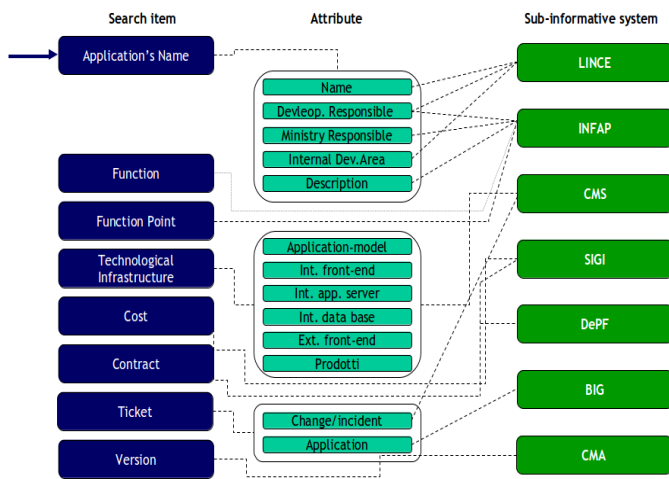 Search item
Attribute
Sub-informative system
Application's Name
Name
Devleop. Responsible
Ministry Responsible
Internal Dev.Area
Description
LINCE
INFAP
Function
Function Point
Technological
Infrastructure
Cost
Contract
Ticket
Version
Application-model
Int. front-end
Int. app. server
Int. data base
Ext. front-end
Prodotti
Change/incident
Application
CMS
SIGI
DePF
BIG
CMA